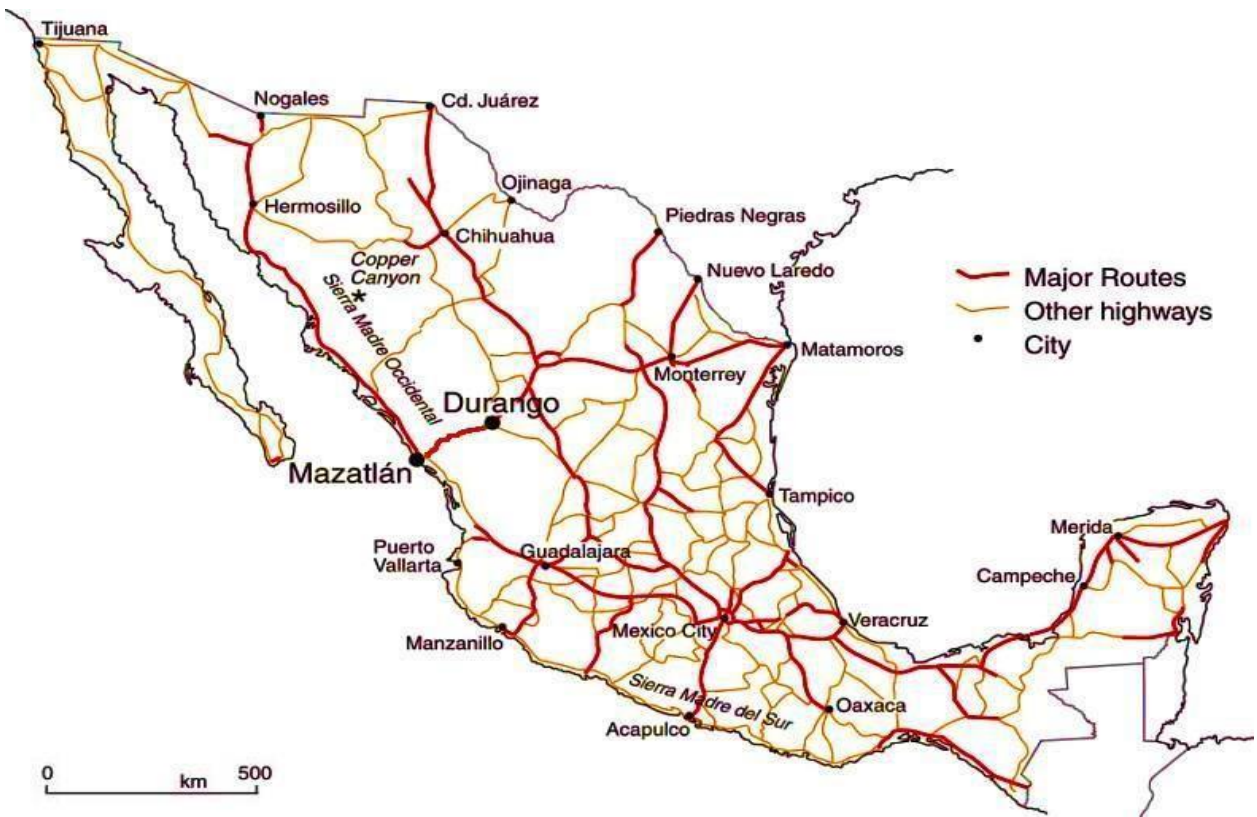 Tijuana
Nogales
Cd. Juárez
Ojinaga
Hermosillo
Piedras Negras
Chihuahua
Copper
Canyon
Nuevo Laredo
Major Routes
Other highways
City
Sierra Madre Occidental
Matamoros
Monterrey
Durango
Mazatlán
Tampico
Merida
Puerto
Vallarta
Guadalajara
Campeche
Manzanillo
Mexico City
Veracruz
Sierra Madre del Sur
Oaxaca
Acapulco
0 500
km